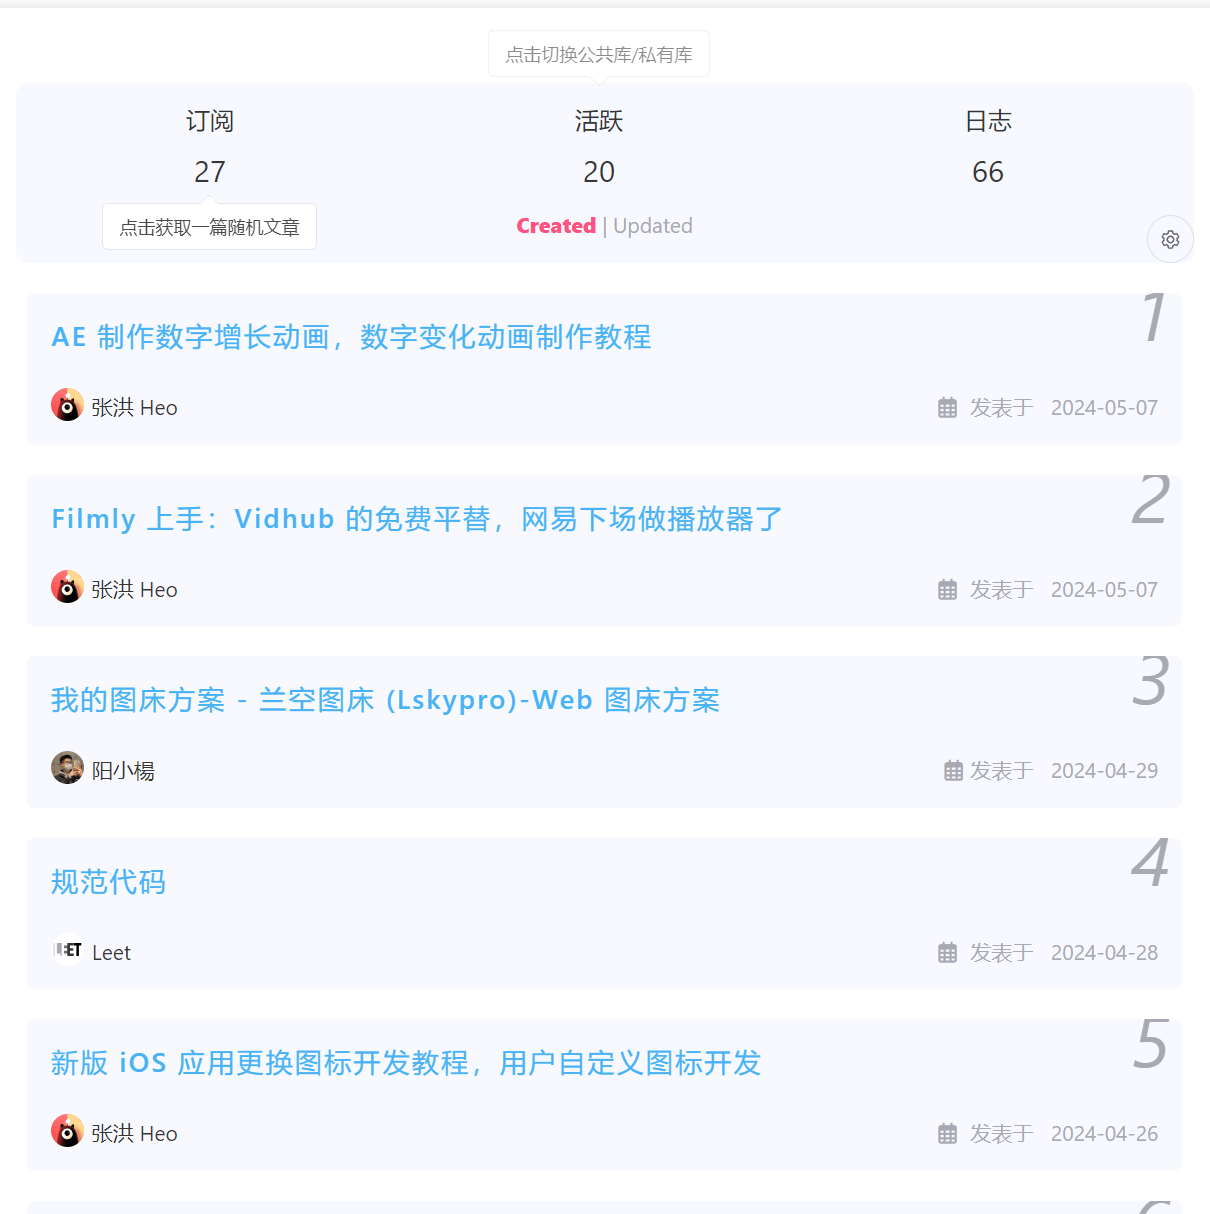 点击切换公共库/私有库
订阅 活跃 日志
27 20 66
点击获取一篇随机文章 Created | Updated
1
AE 制作数字增长动画，数字变化动画制作教程
张洪 Heo 发表于 2024-05-07
2
Filmly 上手：Vidhub 的免费平替，网易下场做播放器了
张洪 Heo 发表于 2024-05-07
3
我的图床方案 - 兰空图床 (Lskypro)-Web 图床方案
阳小楊 发表于 2024-04-29
4
规范代码
Leet 发表于 2024-04-28
5
新版 iOS 应用更换图标开发教程，用户自定义图标开发
张洪 Heo 发表于 2024-04-26